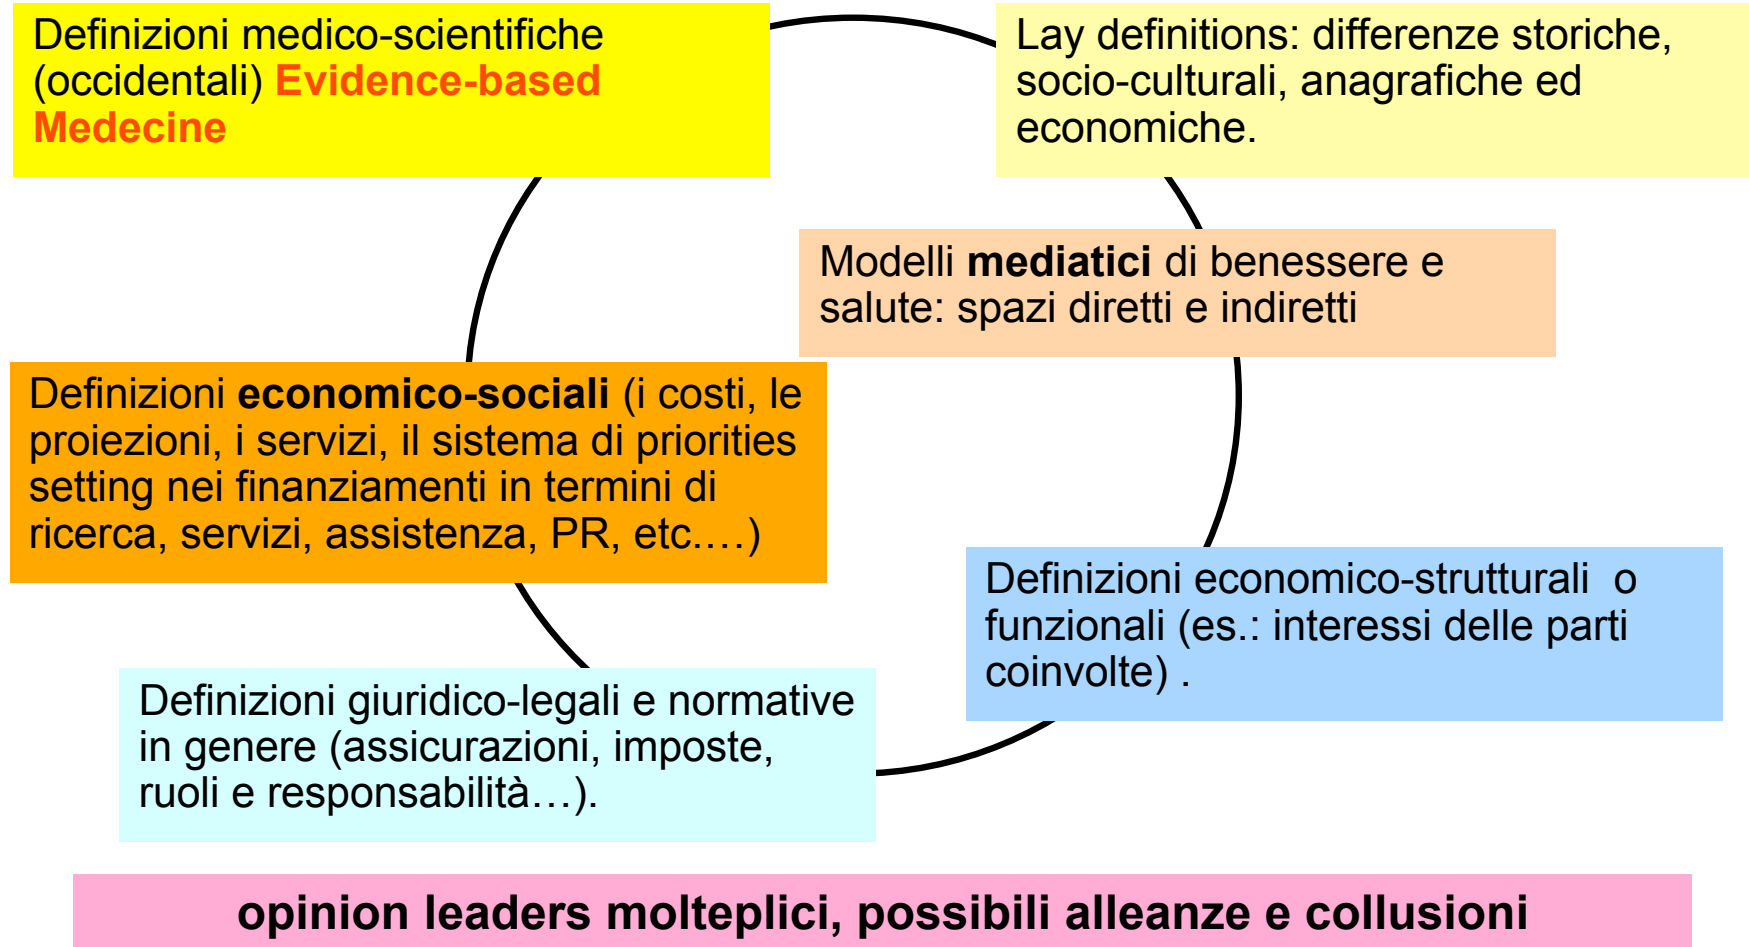 Definizioni medico-scientifiche
(occidentali) Evidence-based
Medecine
Lay definitions: differenze storiche,
socio-culturali, anagrafiche ed
economiche.
Modelli mediatici di benessere e
salute: spazi diretti e indiretti
Definizioni economico-sociali (i costi, le
proiezioni, i servizi, il sistema di priorities
setting nei finanziamenti in termini di
ricerca, servizi, assistenza, PR, etc.…)
Definizioni economico-strutturali  o
funzionali (es.: interessi delle parti
coinvolte) .
Definizioni giuridico-legali e normative
in genere (assicurazioni, imposte,
ruoli e responsabilità…).
opinion leaders molteplici, possibili alleanze e collusioni